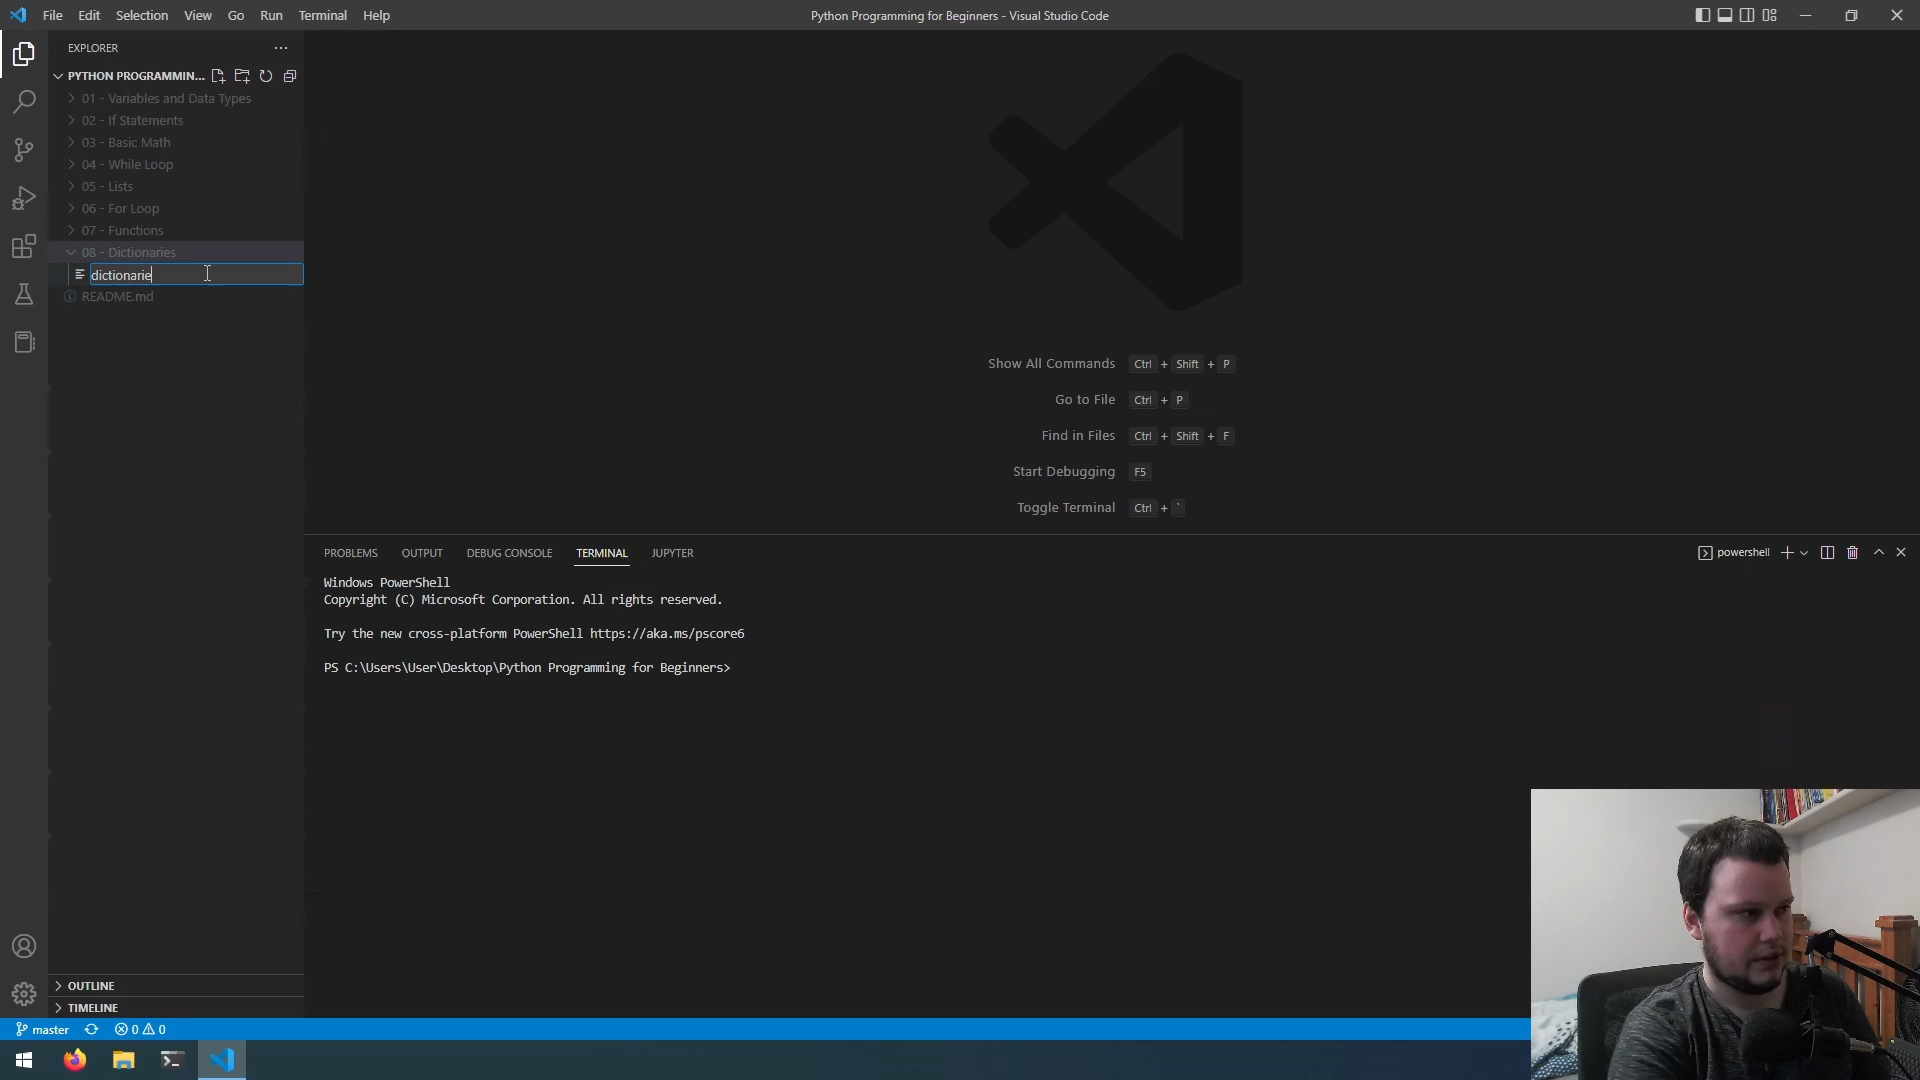 File Edit Selection View Go Run Terminal Help
Python Programming for Beginners - Visual Studio Code
EXPLORER
PYTHON PROGRAMMIN...
01 - Variables and Data Types
02 - If Statements
03 - Basic Math
04 - While Loop
05 - Lists
06 - For Loop
07 - Functions
08 - Dictionaries
dictionarie
README.md
Show All Commands Ctrl + Shift + P
Go to File Ctrl + P
Find in Files Ctrl + Shift + F
Start Debugging F5
Toggle Terminal Ctrl + `
PROBLEMS OUTPUT DEBUG CONSOLE TERMINAL JUPYTER
powershell
Windows PowerShell
Copyright (C) Microsoft Corporation. All rights reserved.
Try the new cross-platform PowerShell https://aka.ms/pscore6
PS C:\Users\User\Desktop\Python Programming for Beginners>
OUTLINE
TIMELINE
master 0 0